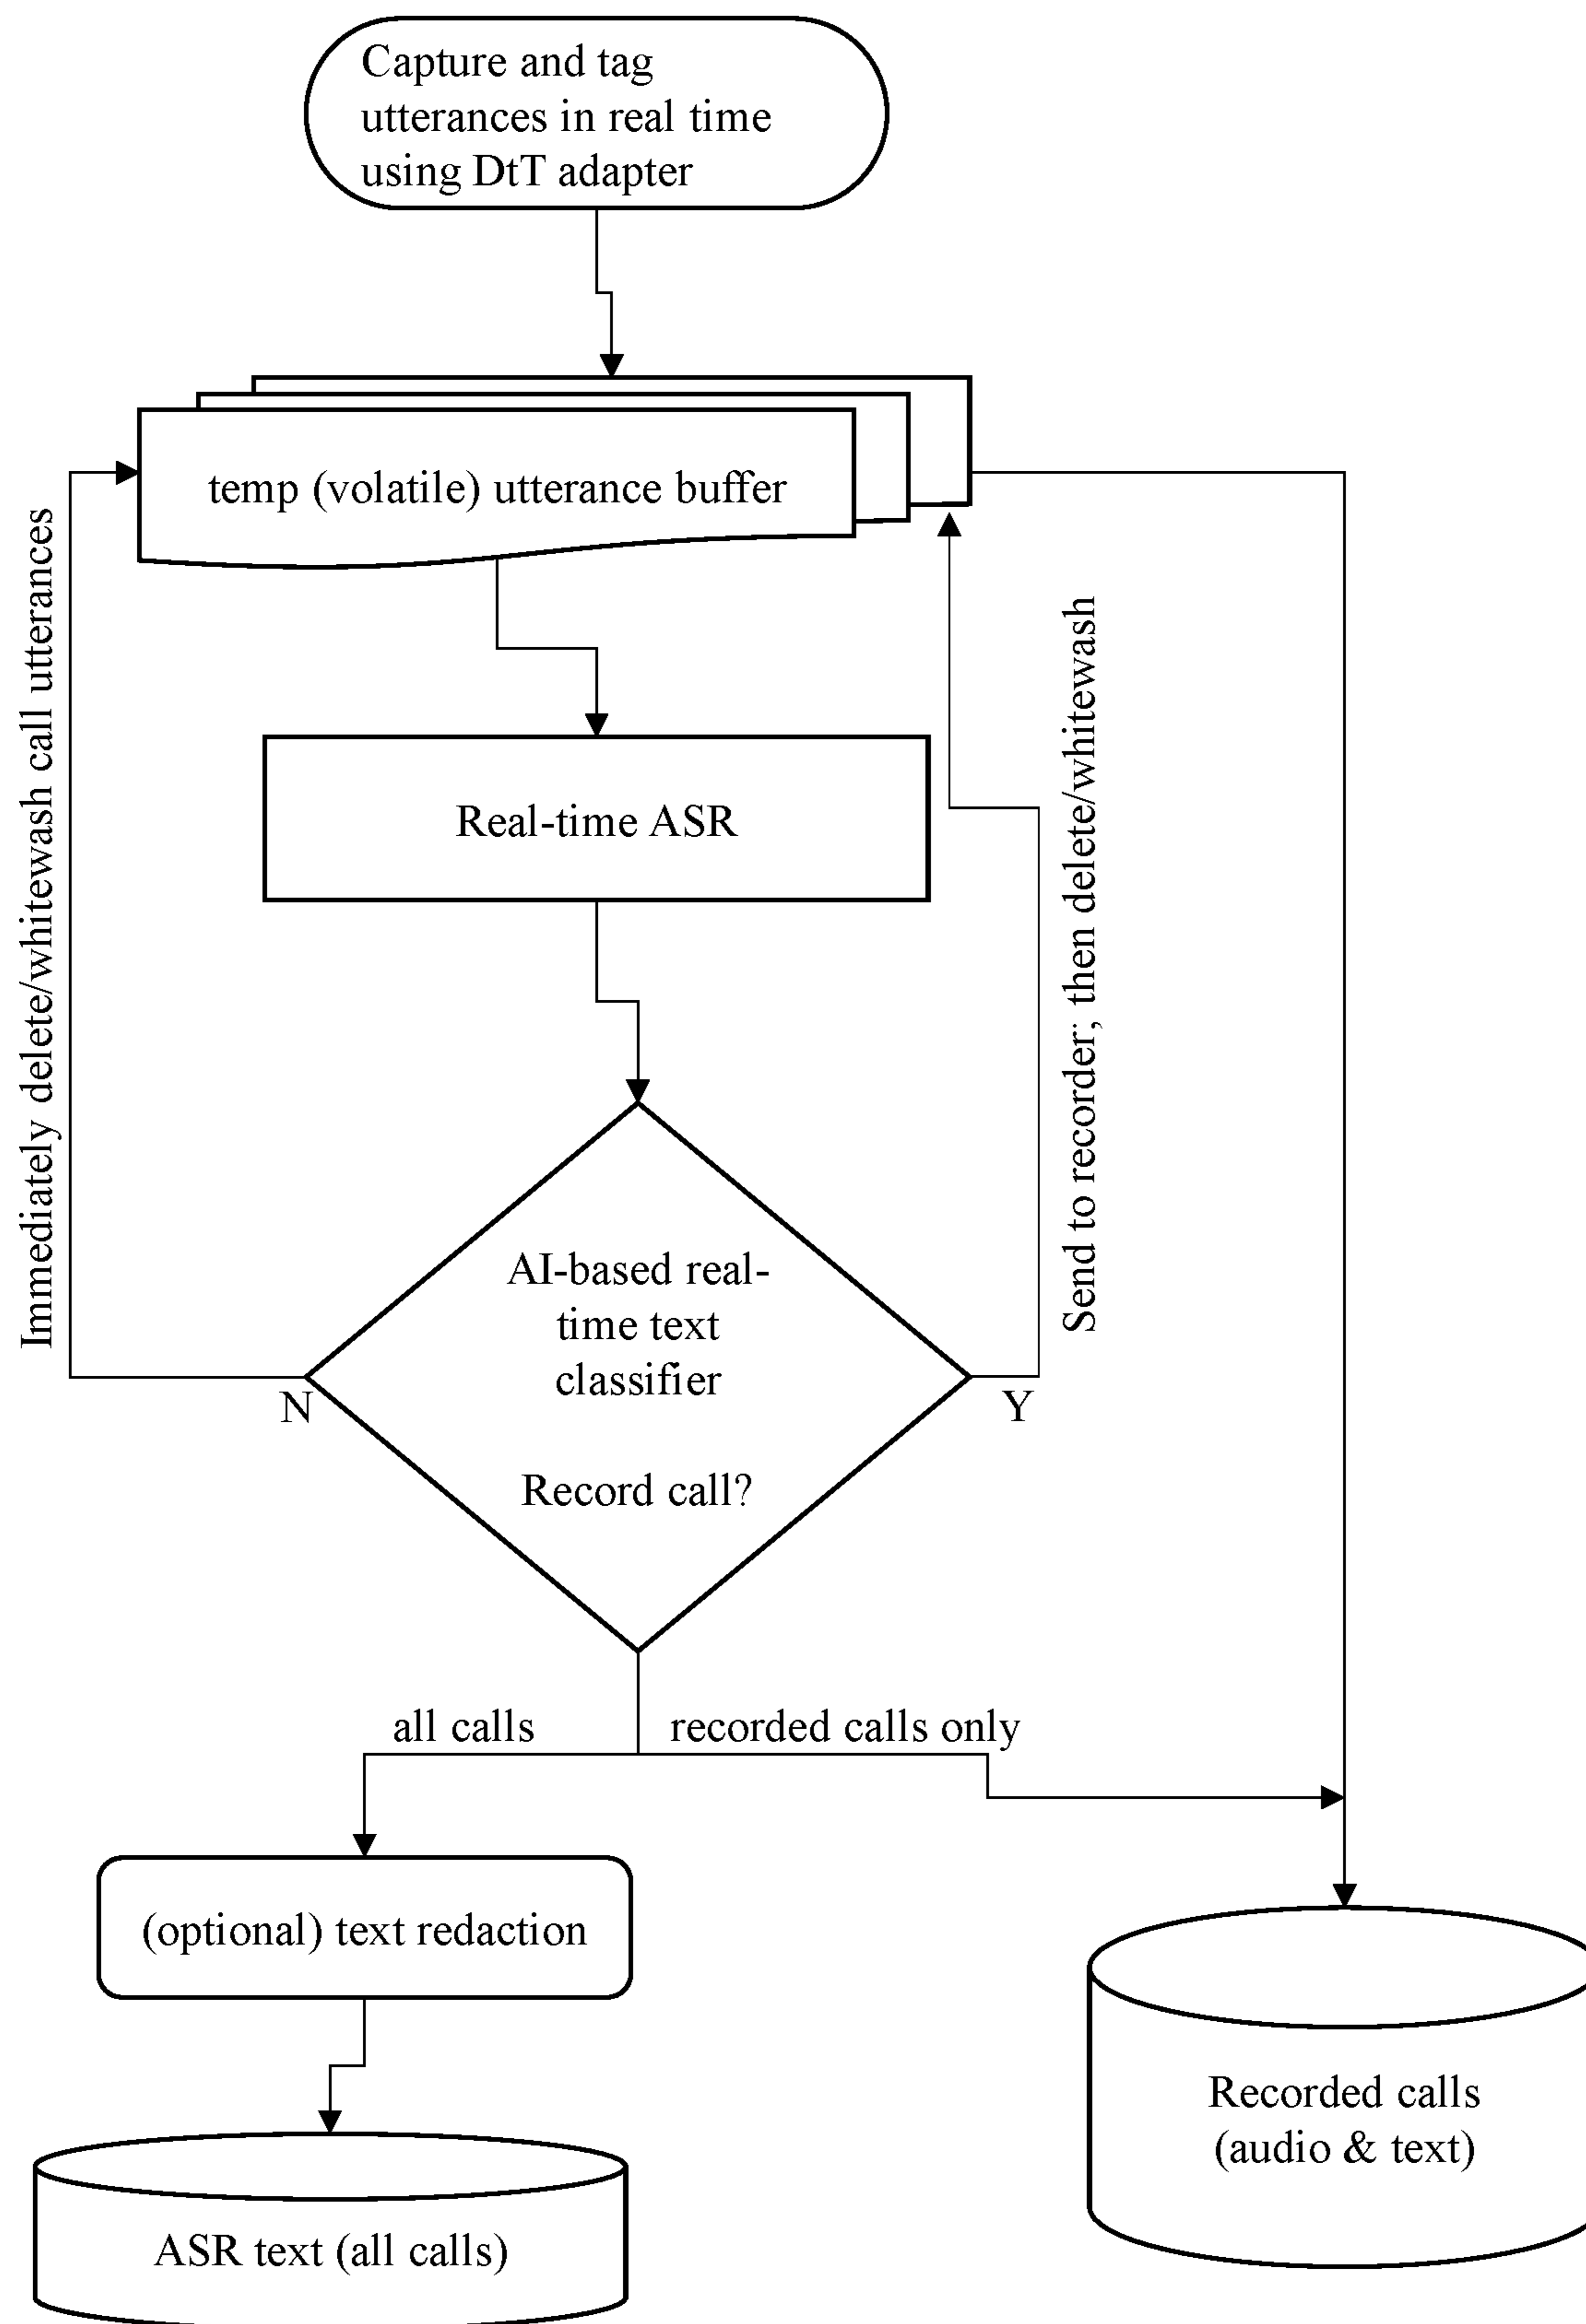 Capture and tag
utterances in real time
using DtT adapter
temp (volatile) utterance buffer
Immediately delete/whitewash call utterances
Send to recorder; then delete/whitewash
Real-time ASR
AI-based real-
time text
classifier
Record call?
N
Y
all calls
recorded calls only
(optional) text redaction
Recorded calls
(audio & text)
ASR text (all calls)